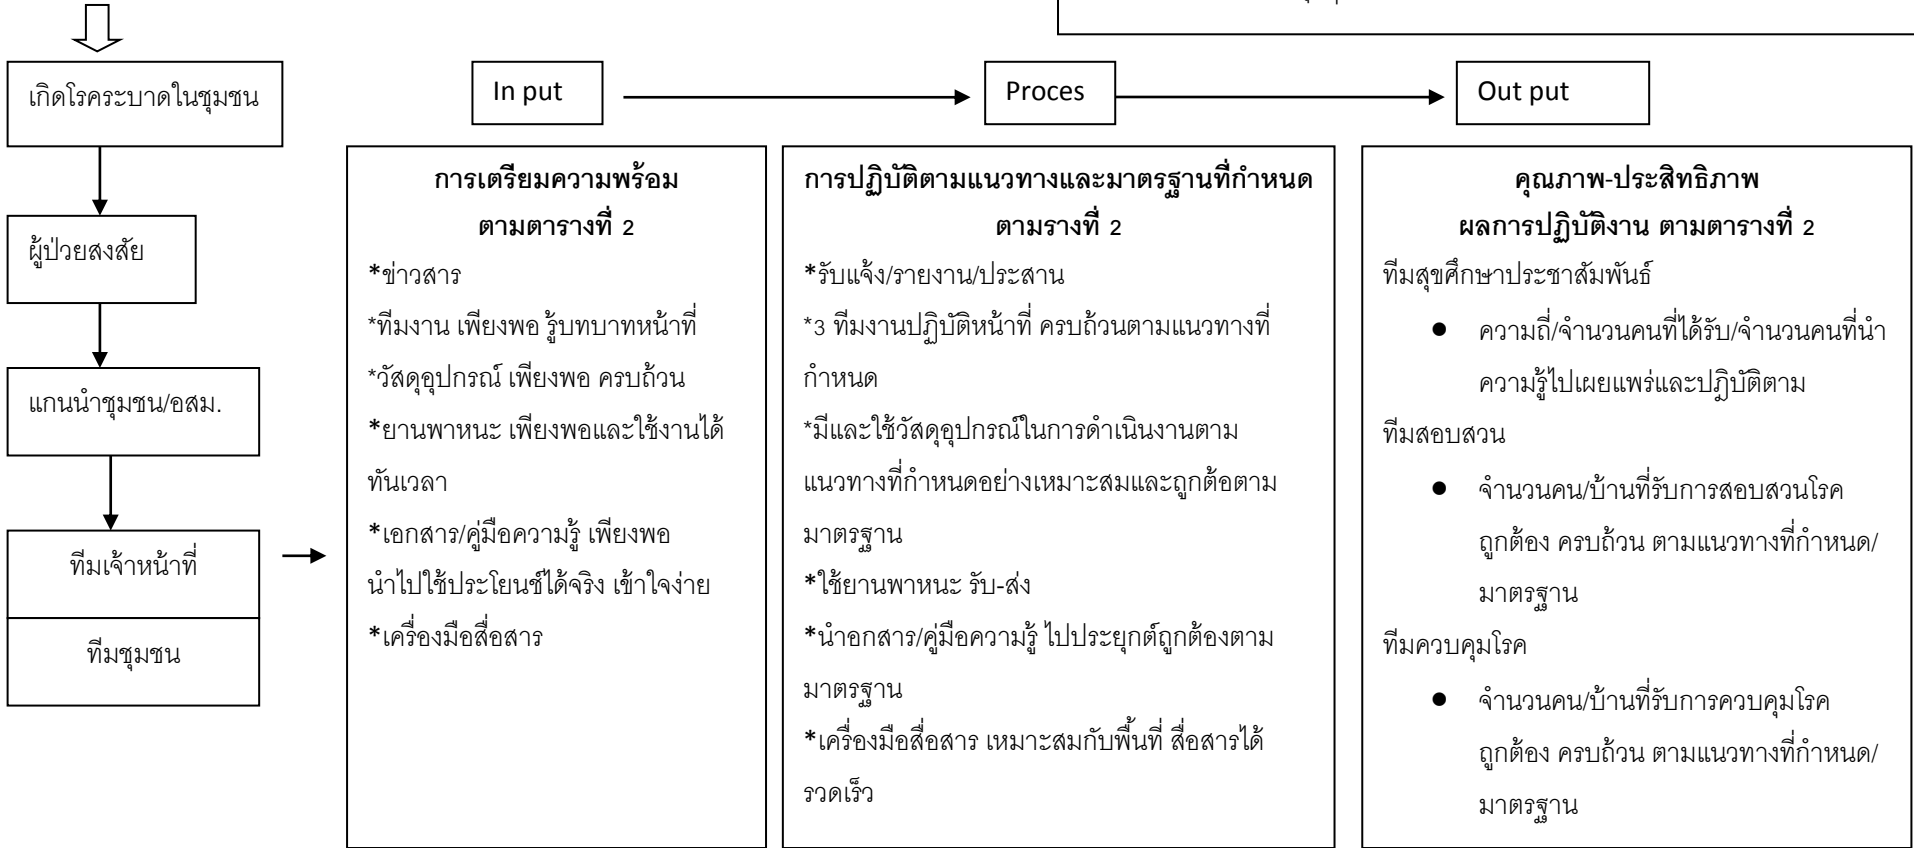 เกิดโรคระบาดในชุมชน
ผู้ป่วยสงสัย
แกนนำชุมชน/อสม.
ทีมเจ้าหน้าที่
ทีมชุมชน
In put
Proces
Out put
การเตรียมความพร้อม
ตามตารางที่ 2
*ข่าวสาร
*ทีมงาน เพียงพอ รู้บทบาทหน้าที่
*วัสดุอุปกรณ์ เพียงพอ ครบถ้วน
*ยานพาหนะ เพียงพอและใช้งานได้
ทันเวลา
*เอกสาร/คู่มือความรู้ เพียงพอ
นำไปใช้ประโยนช์ได้จริง เข้าใจง่าย
*เครื่องมือสื่อสาร
การปฏิบัติตามแนวทางและมาตรฐานที่กำหนด
ตามรางที่ 2
*รับแจ้ง/รายงาน/ประสาน
*3 ทีมงานปฏิบัติหน้าที่ ครบถ้วนตามแนวทางที่
กำหนด
*มีและใช้วัสดุอุปกรณ์ในการดำเนินงานตาม
แนวทางที่กำหนดอย่างเหมาะสมและถูกต้อตาม
มาตรฐาน
*ใช้ยานพาหนะ รับ-ส่ง
*นำอกสาร/คู่มือความรู้ ไปประยุกต์ถูกต้องตาม
มาตรฐาน
*เครื่องมือสื่อสาร เหมาะสมกับพื้นที่ สื่อสารได้
รวดเร็ว
คุณภาพ-ประสิทธิภาพ
ผลการปฏิบัติงาน ตามตารางที่ 2
ทีมสุขศึกษาประชาสัมพันธ์
● ความถี่/จำนวนคนที่ได้รับ/จำนวนคนที่นำ
ความรู้ไปเผยแพร่และปฏิบัติตาม
ทีมสอบสวน
● จำนวนคน/บ้านที่รับการสอบสวนโรค
ถูกต้อง ครบถ้วน ตามแนวทางที่กำหนด/
มาตรฐาน
ทีมควบคุมโรค
● จำนวนคน/บ้านที่รับการควบคุมโรค
ถูกต้อง ครบถ้วน ตามแนวทางที่กำหนด/
มาตรฐาน